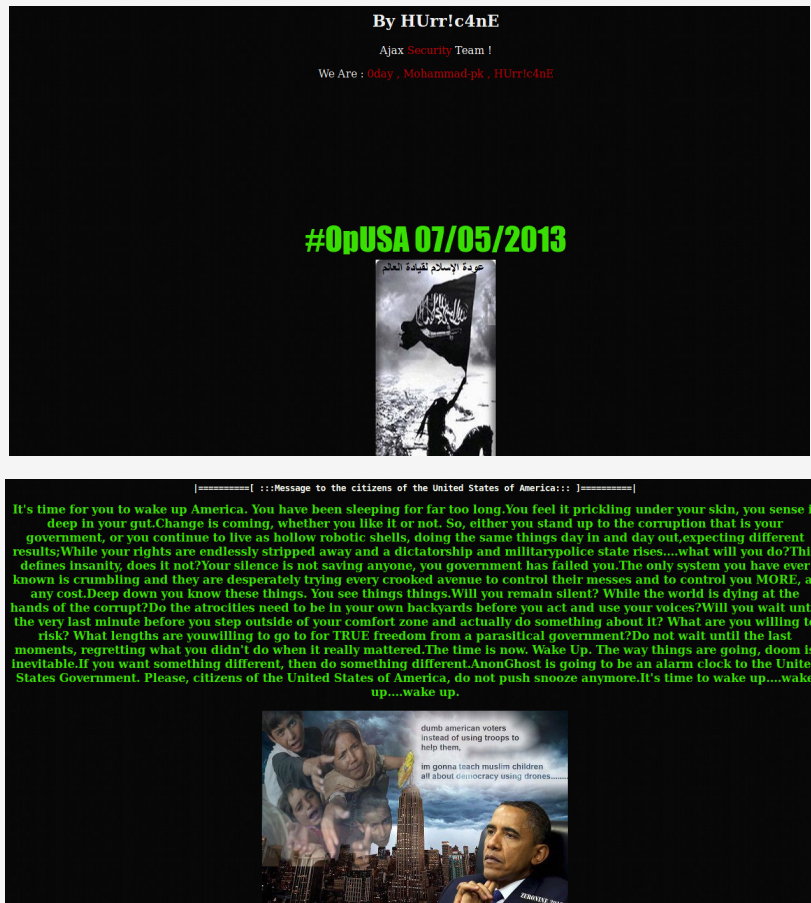 By HUrr!c4nE
Ajax Security Team !
We Are : 0day , Mohammad-pk , HUrr!c4nE
#OpUSA 07/05/2013
عودة الإسلام لقيادة العالم
|==========[ :::Message to the citizens of the United States of America::: ]==========|
It's time for you to wake up America. You have been sleeping for far too long.You feel it prickling under your skin, you sense i
deep in your gut.Change is coming, whether you like it or not. So, either you stand up to the corruption that is your
government, or you continue to live as hollow robotic shells, doing the same things day in and day out,expecting different
results;While your rights are endlessly stripped away and a dictatorship and militarypolice state rises....what will you do?Thi
defines insanity, does it not?Your silence is not saving anyone, you government has failed you.The only system you have ever
known is crumbling and they are desperately trying every crooked avenue to control their messes and to control you MORE, a
any cost.Deep down you know these things. You see things things.Will you remain silent? While the world is dying at the
hands of the corrupt?Do the atrocities need to be in your own backyards before you act and use your voices?Will you wait unt
the very last minute before you step outside of your comfort zone and actually do something about it? What are you willing to
risk? What lengths are youwilling to go to for TRUE freedom from a parasitical government?Do not wait until the last
moments, regretting what you didn't do when it really mattered.The time is now. Wake Up. The way things are going, doom is
inevitable.If you want something different, then do something different.AnonGhost is going to be an alarm clock to the Unite
States Government. Please, citizens of the United States of America, do not push snooze anymore.It's time to wake up....wake
up....wake up.
dumb american voters
instead of using troops to
help them,
im gonna teach muslim children
all about democracy using drones........